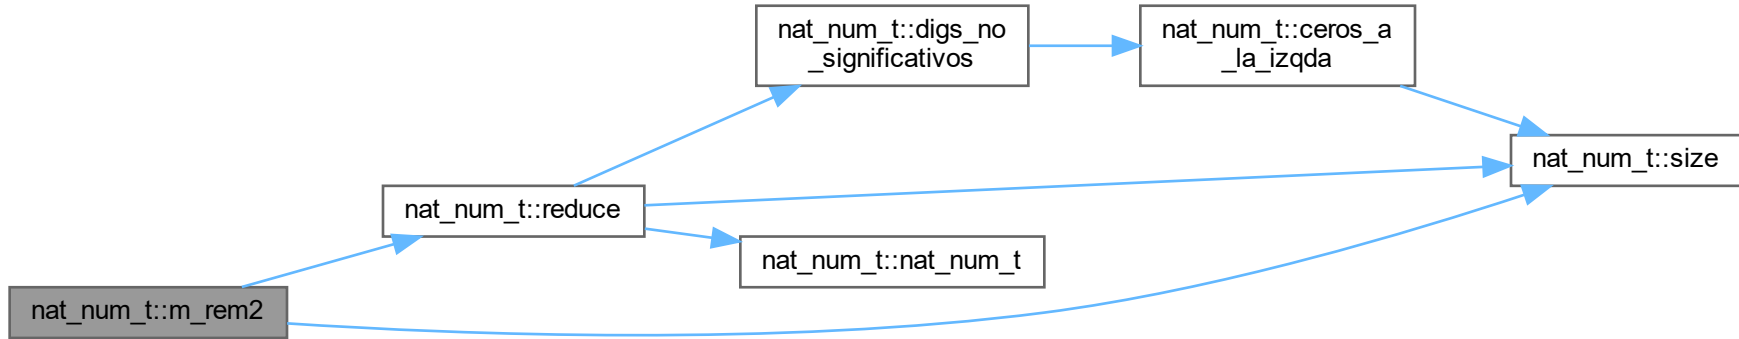 nat_num_t::digs_no
_significativos
nat_num_t::ceros_a
_la_izqda
nat_num_t::size
nat_num_t::reduce
nat_num_t::nat_num_t
nat_num_t::m_rem2